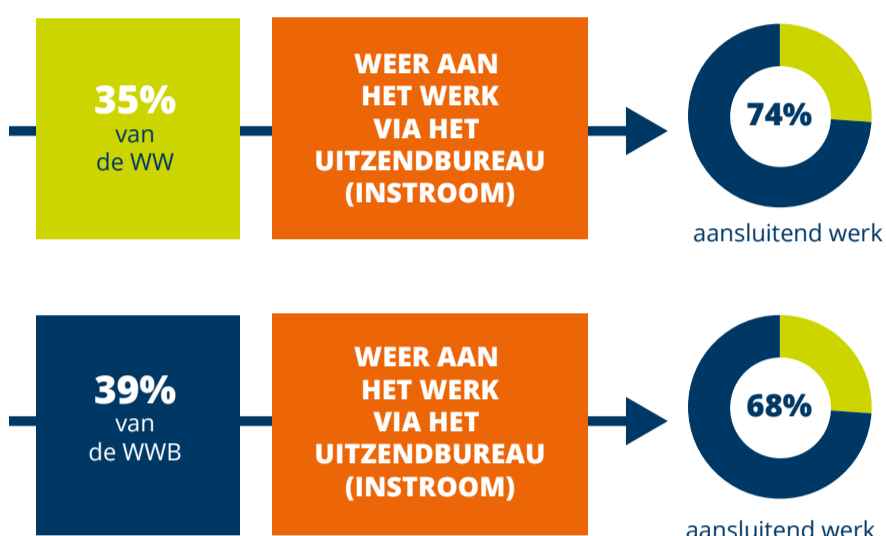 35%
van
de WW
WEER AAN
HET WERK
VIA HET
UITZENDBUREAU
(INSTROOM)
74%
aansluitend werk
39%
van
de WWB
WEER AAN
HET WERK
VIA HET
UITZENDBUREAU
(INSTROOM)
68%
aansluitend werk